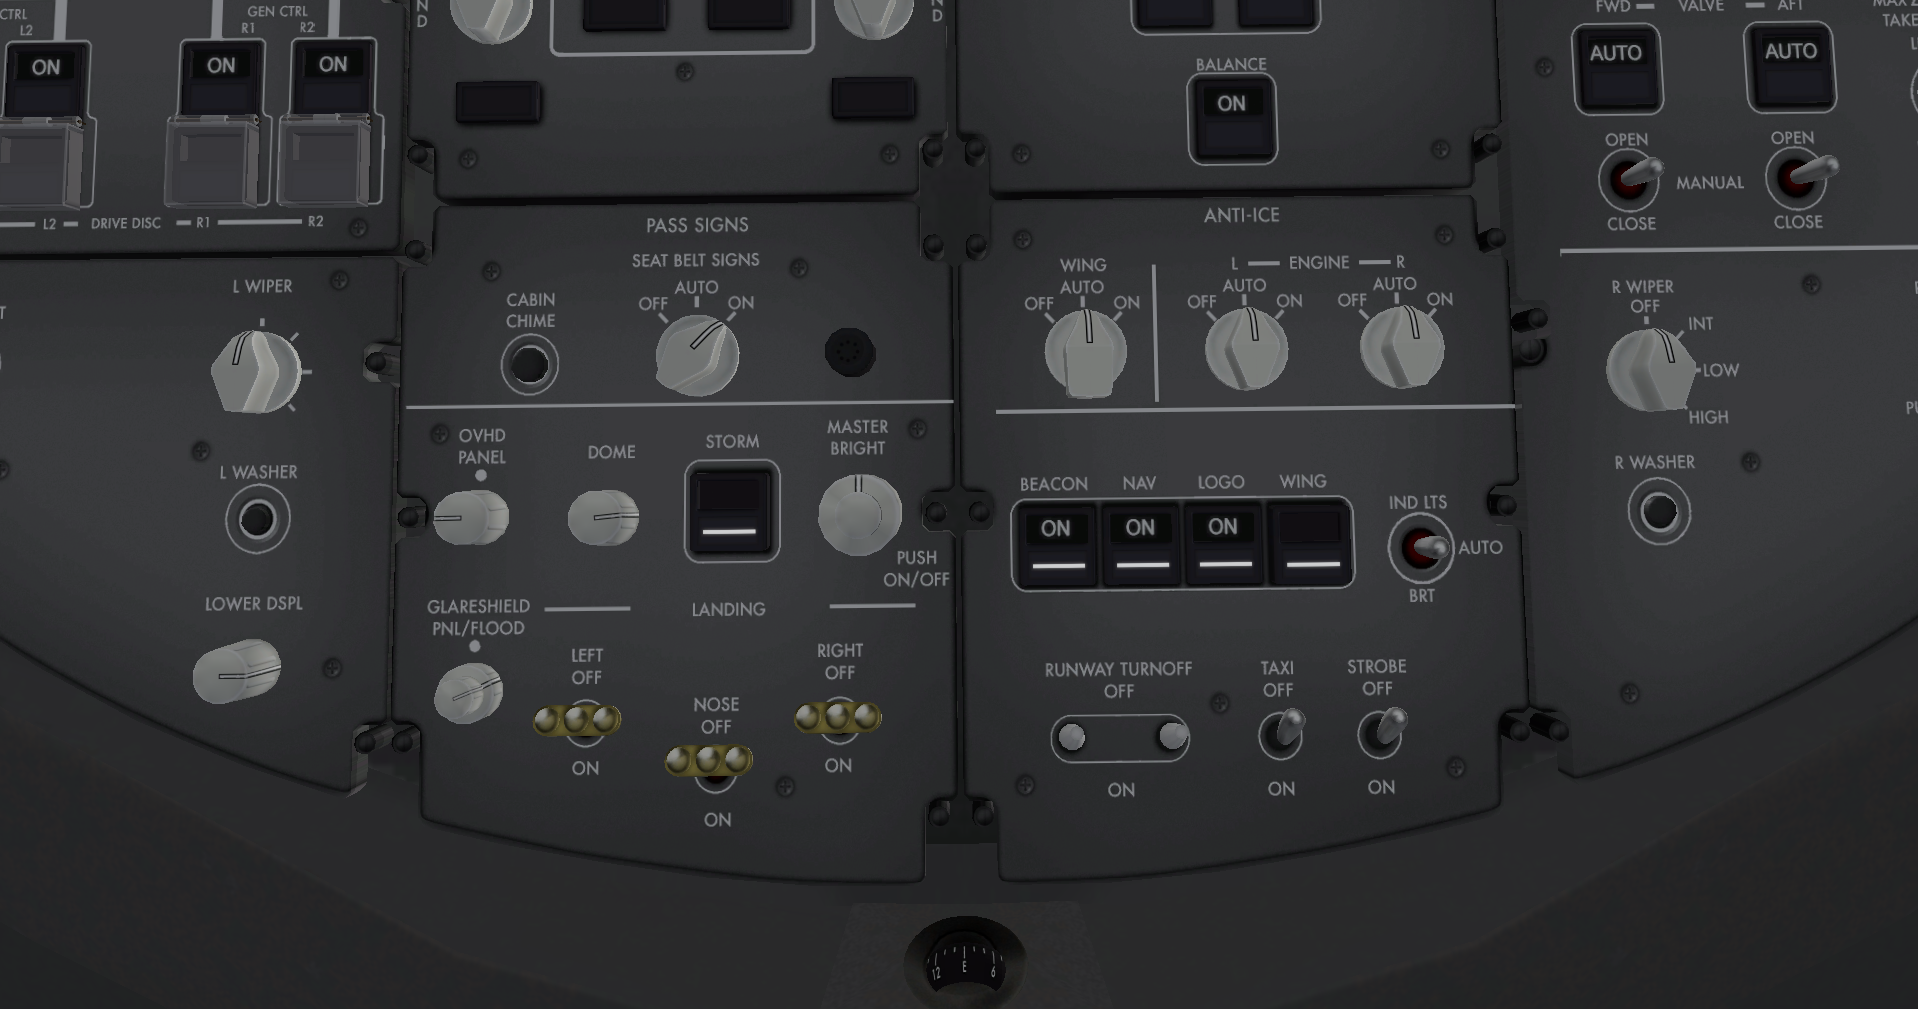 CTRL
L2
GEN CTRL
R1
R2
ON
ON
ON
L2
DRIVE DISC
R1
R2
N
D
N
D
BALANCE
ON
FWD
VALVE
AFT
TAKE
AUTO
AUTO
OPEN
OPEN
MANUAL
CLOSE
CLOSE
L WIPER
L WASHER
LOWER DSPL
PASS SIGNS
SEAT BELT SIGNS
OFF
AUTO
ON
CABIN
CHIME
OVHD
PANEL
DOME
STORM
MASTER
BRIGHT
PUSH
ON/OFF
GLARESHIELD
PNL/FLOOD
LANDING
LEFT
OFF
ON
NOSE
OFF
ON
RIGHT
OFF
ON
ANTI-ICE
WING
OFF
AUTO
ON
L
ENGINE
R
OFF
AUTO
ON
OFF
AUTO
ON
BEACON
NAV
LOGO
WING
ON
ON
ON
IND LTS
AUTO
BRT
RUNWAY TURNOFF
OFF
ON
TAXI
OFF
ON
STROBE
OFF
ON
R WIPER
OFF
INT
LOW
HIGH
R WASHER
12
E
6